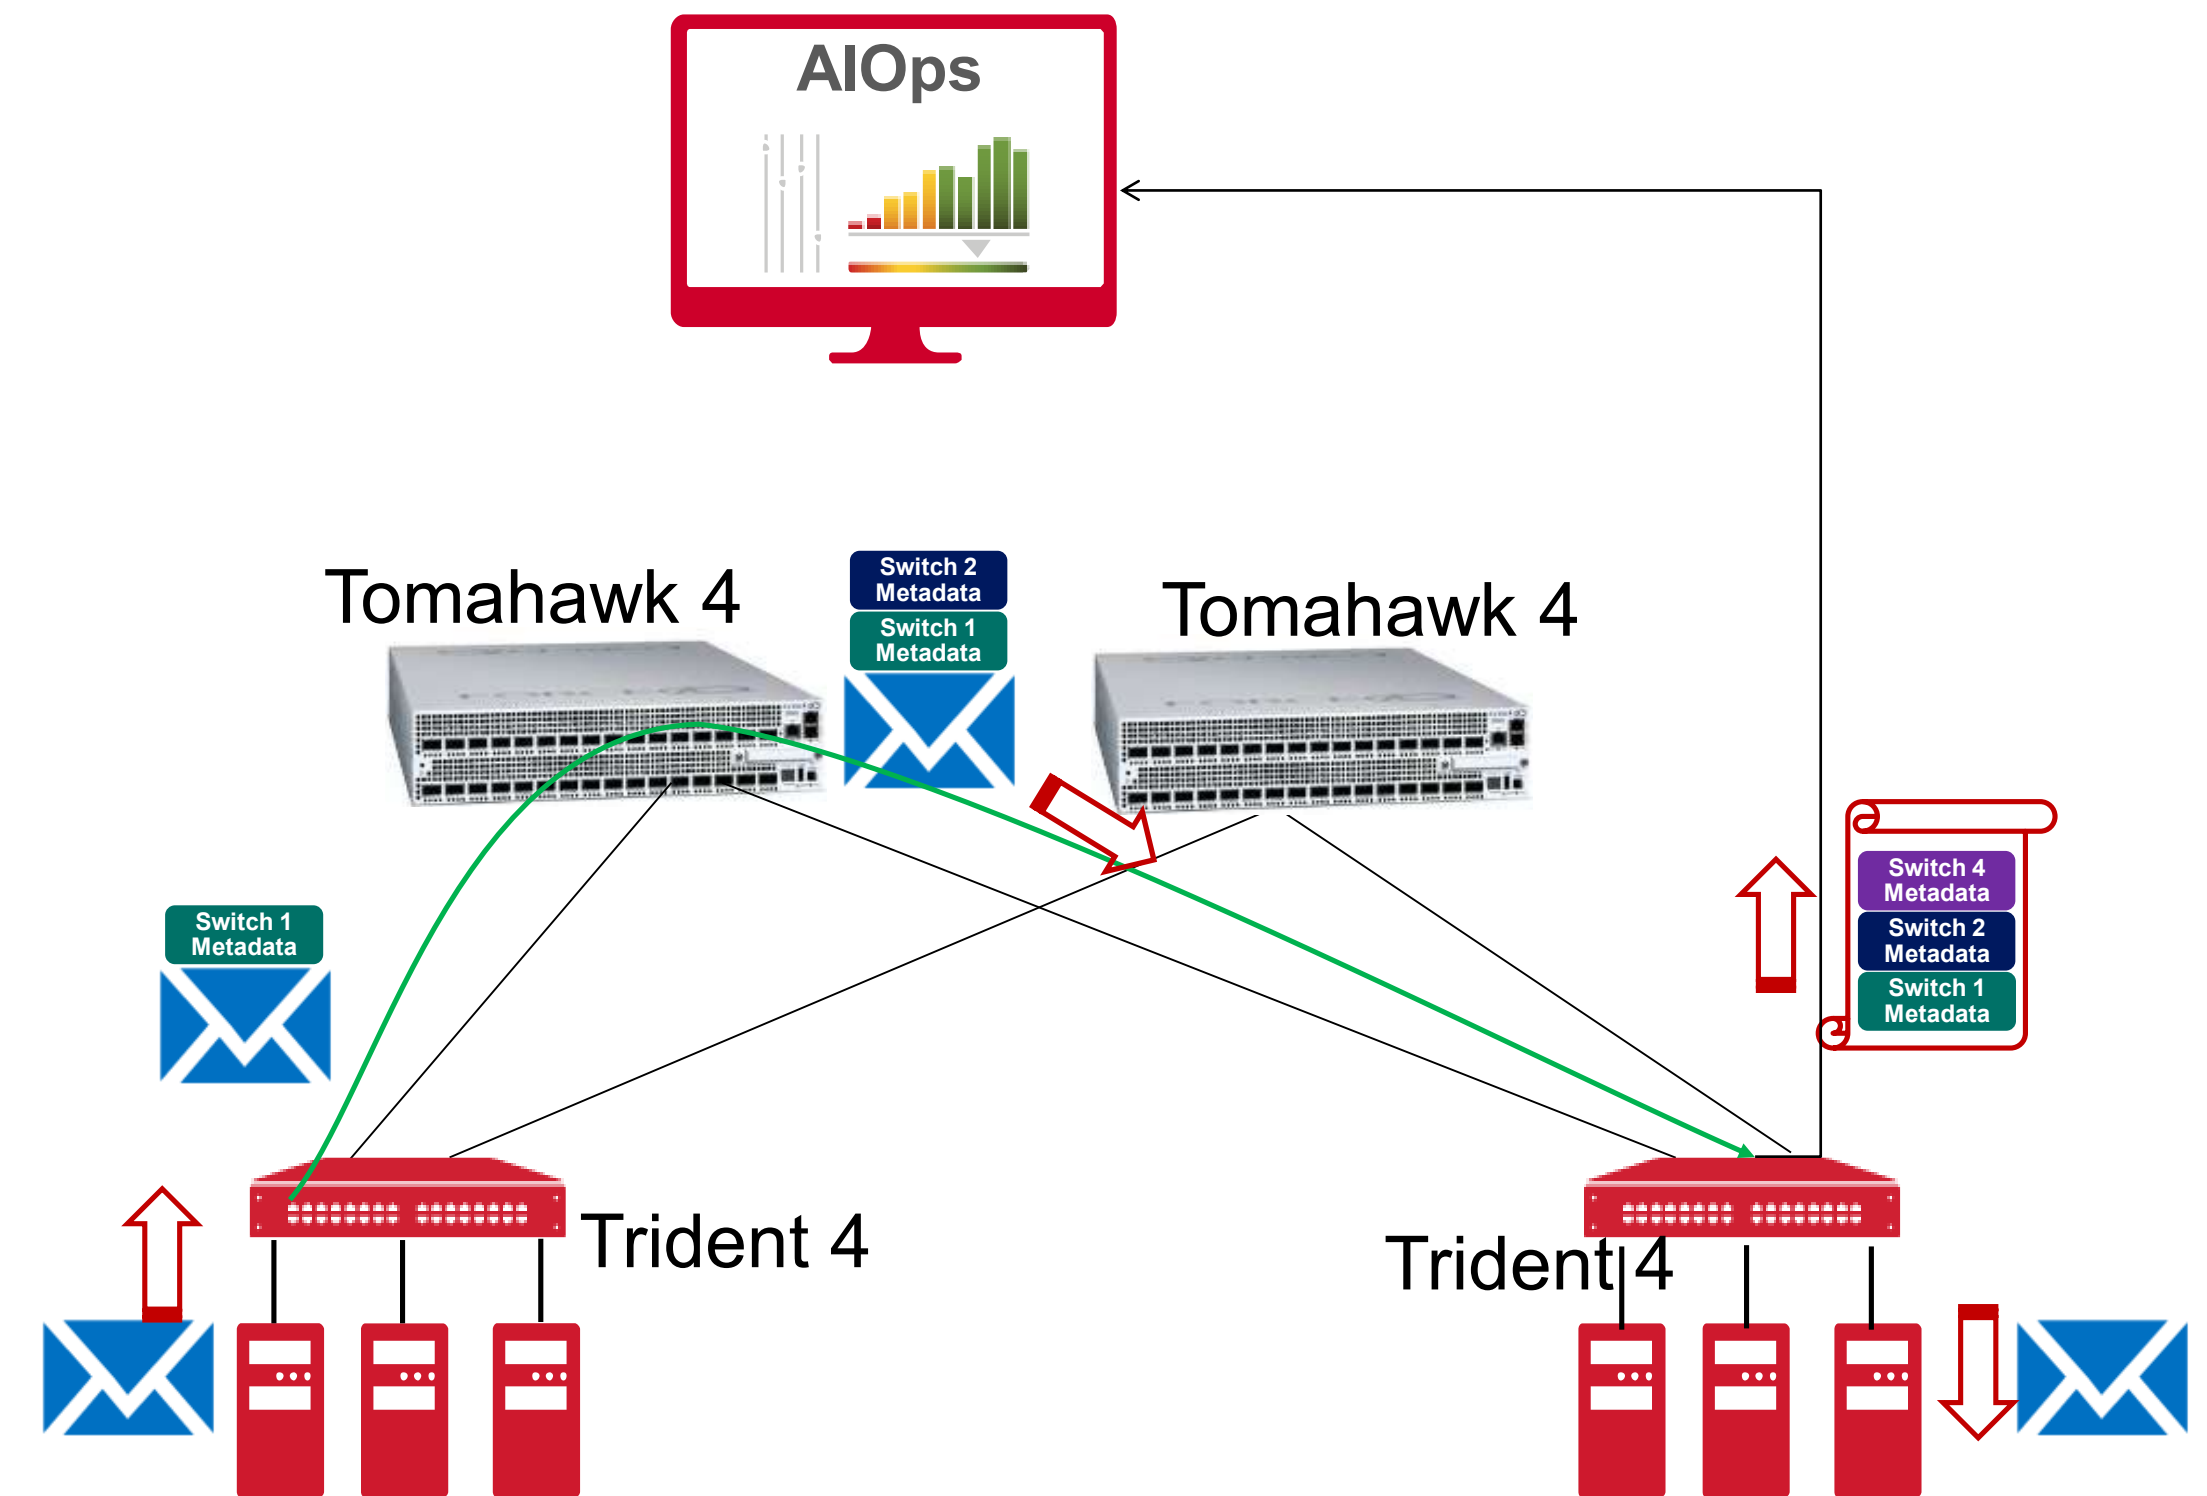 AIOps
Tomahawk 4
Switch 2
Metadata
Switch 1
Metadata
Tomahawk 4
Switch 1
Metadata
Switch 4
Metadata
Switch 2
Metadata
Switch 1
Metadata
Trident 4
Trident 4